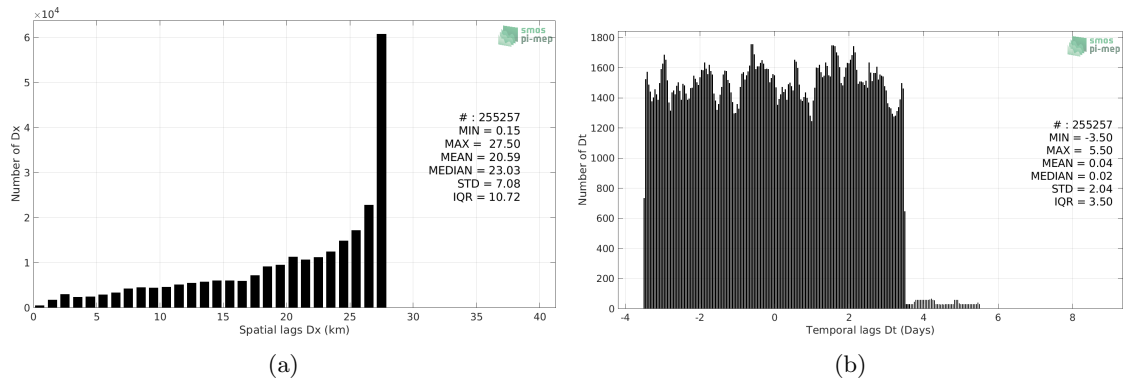 ×10⁴
6
5
4
3
2
1
0
Number of Dx
0 5 10 15 20 25 30 35 40
Spatial lags Dx (km)
smos
pi-mep
# : 255257
MIN = 0.15
MAX = 27.50
MEAN = 20.59
MEDIAN = 23.03
STD = 7.08
IQR = 10.72
(a)
1800
1600
1400
1200
1000
800
600
400
200
0
Number of Dt
-4 -2 0 2 4 6 8
Temporal lags Dt (Days)
smos
pi-mep
# : 255257
MIN = -3.50
MAX = 5.50
MEAN = 0.04
MEDIAN = 0.02
STD = 2.04
IQR = 3.50
(b)